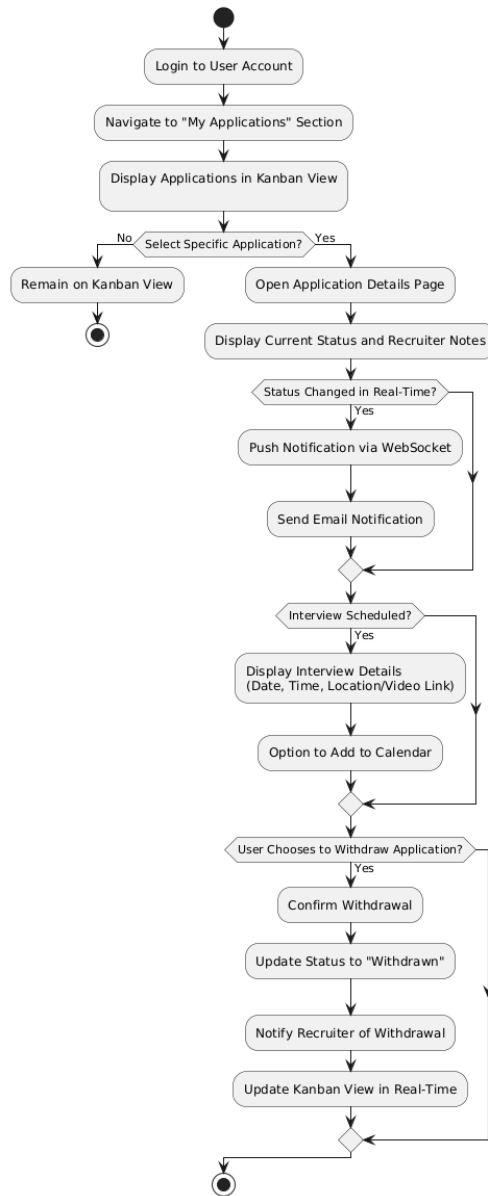 Login to User Account
Navigate to "My Applications" Section
Display Applications in Kanban View
No
Select Specific Application?
Yes
Remain on Kanban View
Open Application Details Page
Display Current Status and Recruiter Notes
Status Changed in Real-Time?
Yes
Push Notification via WebSocket
Send Email Notification
Interview Scheduled?
Yes
Display Interview Details
(Date, Time, Location/Video Link)
Option to Add to Calendar
User Chooses to Withdraw Application?
Yes
Confirm Withdrawal
Update Status to "Withdrawn"
Notify Recruiter of Withdrawal
Update Kanban View in Real-Time